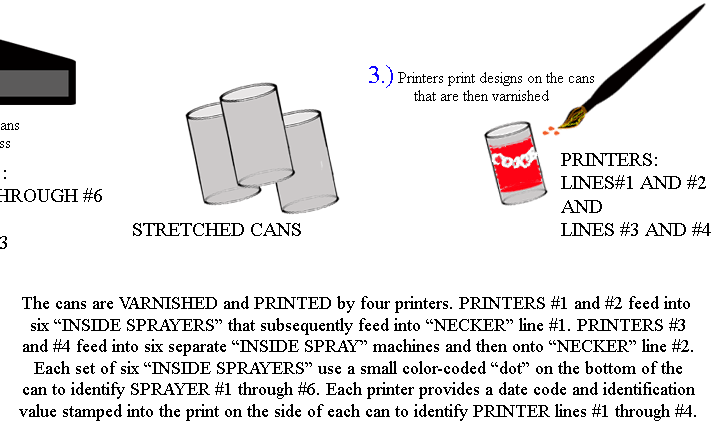 3.) Printers print designs on the cans
that are then varnished
ans
ss
:
HROUGH #6
3
STRETCHED CANS
PRINTERS:
LINES#1 AND #2
AND
LINES #3 AND #4
The cans are VARNISHED and PRINTED by four printers. PRINTERS #1 and #2 feed into
six “INSIDE SPRAYERS” that subsequently feed into “NECKER” line #1. PRINTERS #3
and #4 feed into six separate “INSIDE SPRAY” machines and then onto “NECKER” line #2.
Each set of six “INSIDE SPRAYERS” use a small color-coded “dot” on the bottom of the
can to identify SPRAYER #1 through #6. Each printer provides a date code and identification
value stamped into the print on the side of each can to identify PRINTER lines #1 through #4.